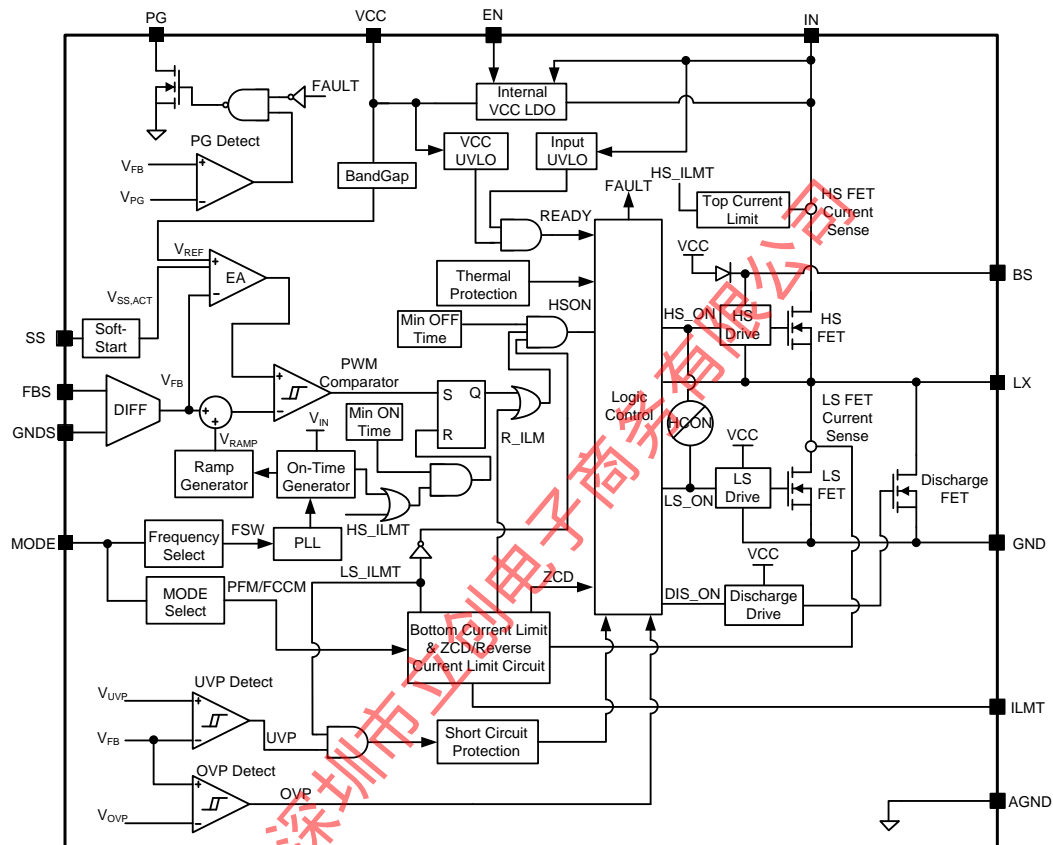 PG
VCC
EN
IN
FAULT
Internal
VCC LDO
PG Detect
VFB
VPG
BandGap
VCC
UVLO
Input
UVLO
HS_ILMT
FAULT
Top Current
Limit
HS FET
Current
Sense
READY
VREF
EA
VSS,ACT
Thermal
Protection
VCC
BS
HSON
Min OFF
Time
HS_ON
HS
Drive
HS
FET
SS
Soft-
Start
FBS
GNDS
DIFF
VFB
PWM
Comparator
S
Q
R
R_ILM
Logic
Control
HCON
LX
LS FET
Current
Sense
VIN
Min ON
Time
VRAMP
Ramp
Generator
On-Time
Generator
HS_ILMT
VCC
LS_ON
LS
Drive
LS
FET
Discharge
FET
MODE
Frequency
Select
FSW
PLL
GND
MODE
Select
PFM/FCCM
LS_ILMT
ZCD
VCC
DIS_ON
Discharge
Drive
Bottom Current Limit
& ZCD/Reverse
Current Limit Circuit
ILMT
UVP Detect
VUVP
VFB
UVP
Short Circuit
Protection
OVP Detect
OVP
VOVP
AGND
深圳市立创电子商务有限公司